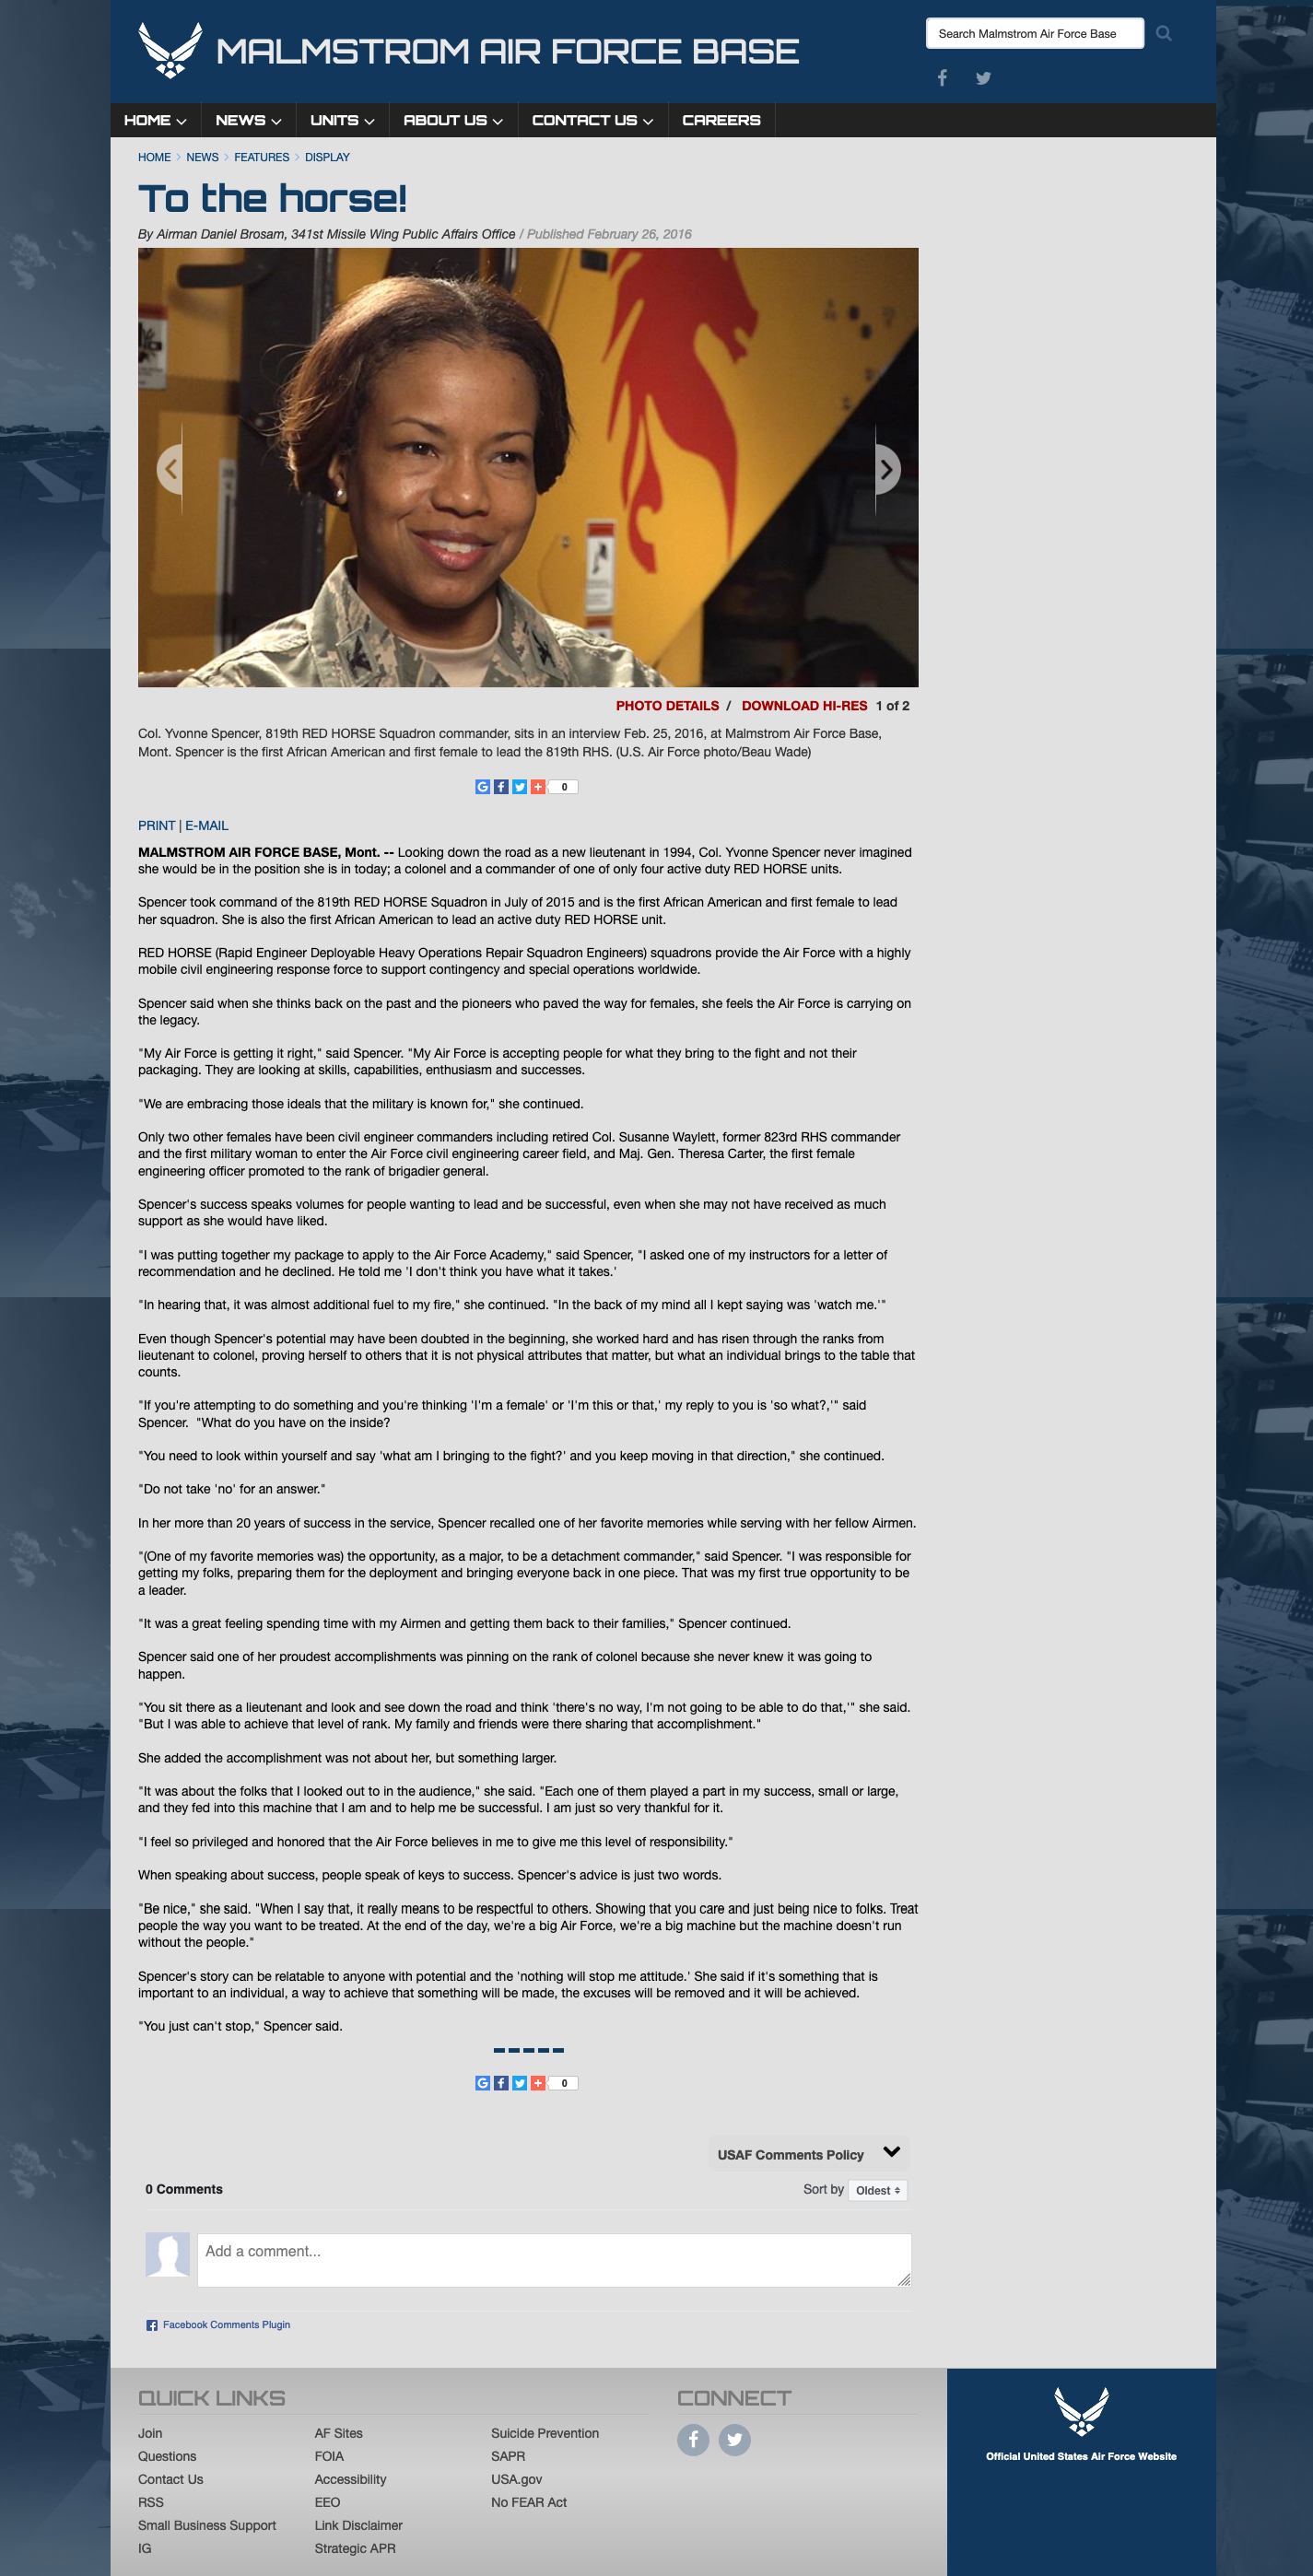 MALMSTROM AIR FORCE BASE
Search Malmstrom Air Force Base
HOME NEWS UNITS ABOUT US CONTACT US CAREERS
HOME > NEWS > FEATURES > DISPLAY
To the horse!
By Airman Daniel Brosam, 341st Missile Wing Public Affairs Office / Published February 26, 2016
PHOTO DETAILS / DOWNLOAD HI-RES 1 of 2
Col. Yvonne Spencer, 819th RED HORSE Squadron commander, sits in an interview Feb. 25, 2016, at Malmstrom Air Force Base,
Mont. Spencer is the first African American and first female to lead the 819th RHS. (U.S. Air Force photo/Beau Wade)
0
PRINT | E-MAIL
MALMSTROM AIR FORCE BASE, Mont. -- Looking down the road as a new lieutenant in 1994, Col. Yvonne Spencer never imagined
she would be in the position she is in today; a colonel and a commander of one of only four active duty RED HORSE units.
Spencer took command of the 819th RED HORSE Squadron in July of 2015 and is the first African American and first female to lead
her squadron. She is also the first African American to lead an active duty RED HORSE unit.
RED HORSE (Rapid Engineer Deployable Heavy Operations Repair Squadron Engineers) squadrons provide the Air Force with a highly
mobile civil engineering response force to support contingency and special operations worldwide.
Spencer said when she thinks back on the past and the pioneers who paved the way for females, she feels the Air Force is carrying on
the legacy.
"My Air Force is getting it right," said Spencer. "My Air Force is accepting people for what they bring to the fight and not their
packaging. They are looking at skills, capabilities, enthusiasm and successes.
"We are embracing those ideals that the military is known for," she continued.
Only two other females have been civil engineer commanders including retired Col. Susanne Waylett, former 823rd RHS commander
and the first military woman to enter the Air Force civil engineering career field, and Maj. Gen. Theresa Carter, the first female
engineering officer promoted to the rank of brigadier general.
Spencer's success speaks volumes for people wanting to lead and be successful, even when she may not have received as much
support as she would have liked.
"I was putting together my package to apply to the Air Force Academy," said Spencer, "I asked one of my instructors for a letter of
recommendation and he declined. He told me 'I don't think you have what it takes.'
"In hearing that, it was almost additional fuel to my fire," she continued. "In the back of my mind all I kept saying was 'watch me.'"
Even though Spencer's potential may have been doubted in the beginning, she worked hard and has risen through the ranks from
lieutenant to colonel, proving herself to others that it is not physical attributes that matter, but what an individual brings to the table that
counts.
"If you're attempting to do something and you're thinking 'I'm a female' or 'I'm this or that,' my reply to you is 'so what?,'" said
Spencer.  "What do you have on the inside?
"You need to look within yourself and say 'what am I bringing to the fight?' and you keep moving in that direction," she continued.
"Do not take 'no' for an answer."
In her more than 20 years of success in the service, Spencer recalled one of her favorite memories while serving with her fellow Airmen.
"(One of my favorite memories was) the opportunity, as a major, to be a detachment commander," said Spencer. "I was responsible for
getting my folks, preparing them for the deployment and bringing everyone back in one piece. That was my first true opportunity to be
a leader.
"It was a great feeling spending time with my Airmen and getting them back to their families," Spencer continued.
Spencer said one of her proudest accomplishments was pinning on the rank of colonel because she never knew it was going to
happen.
"You sit there as a lieutenant and look and see down the road and think 'there's no way, I'm not going to be able to do that,'" she said.
"But I was able to achieve that level of rank. My family and friends were there sharing that accomplishment."
She added the accomplishment was not about her, but something larger.
"It was about the folks that I looked out to in the audience," she said. "Each one of them played a part in my success, small or large,
and they fed into this machine that I am and to help me be successful. I am just so very thankful for it.
"I feel so privileged and honored that the Air Force believes in me to give me this level of responsibility."
When speaking about success, people speak of keys to success. Spencer's advice is just two words.
"Be nice," she said. "When I say that, it really means to be respectful to others. Showing that you care and just being nice to folks. Treat
people the way you want to be treated. At the end of the day, we're a big Air Force, we're a big machine but the machine doesn't run
without the people."
Spencer's story can be relatable to anyone with potential and the 'nothing will stop me attitude.' She said if it's something that is
important to an individual, a way to achieve that something will be made, the excuses will be removed and it will be achieved.
"You just can't stop," Spencer said.
0
USAF Comments Policy
0 Comments
Sort by Oldest
Add a comment...
Facebook Comments Plugin
QUICK LINKS
Join
Questions
Contact Us
RSS
Small Business Support
IG
AF Sites
FOIA
Accessibility
EEO
Link Disclaimer
Strategic APR
Suicide Prevention
SAPR
USA.gov
No FEAR Act
CONNECT
Official United States Air Force Website